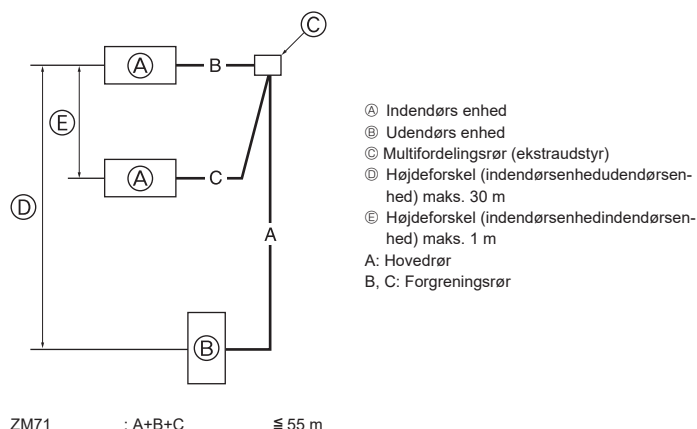 Ⓒ
Ⓐ B
Ⓔ
Ⓐ C
Ⓓ
A
Ⓑ
Ⓐ Indendørs enhed
Ⓑ Udendørs enhed
Ⓒ Multifordelingsrør (ekstraudstyr)
Ⓓ Højdeforskel (indendørsenhedudendørsen-
hed) maks. 30 m
Ⓔ Højdeforskel (indendørsenhedindendørsen-
hed) maks. 1 m
A: Hovedrør
B, C: Forgreningsrør
ZM71 : A+B+C ≦ 55 m